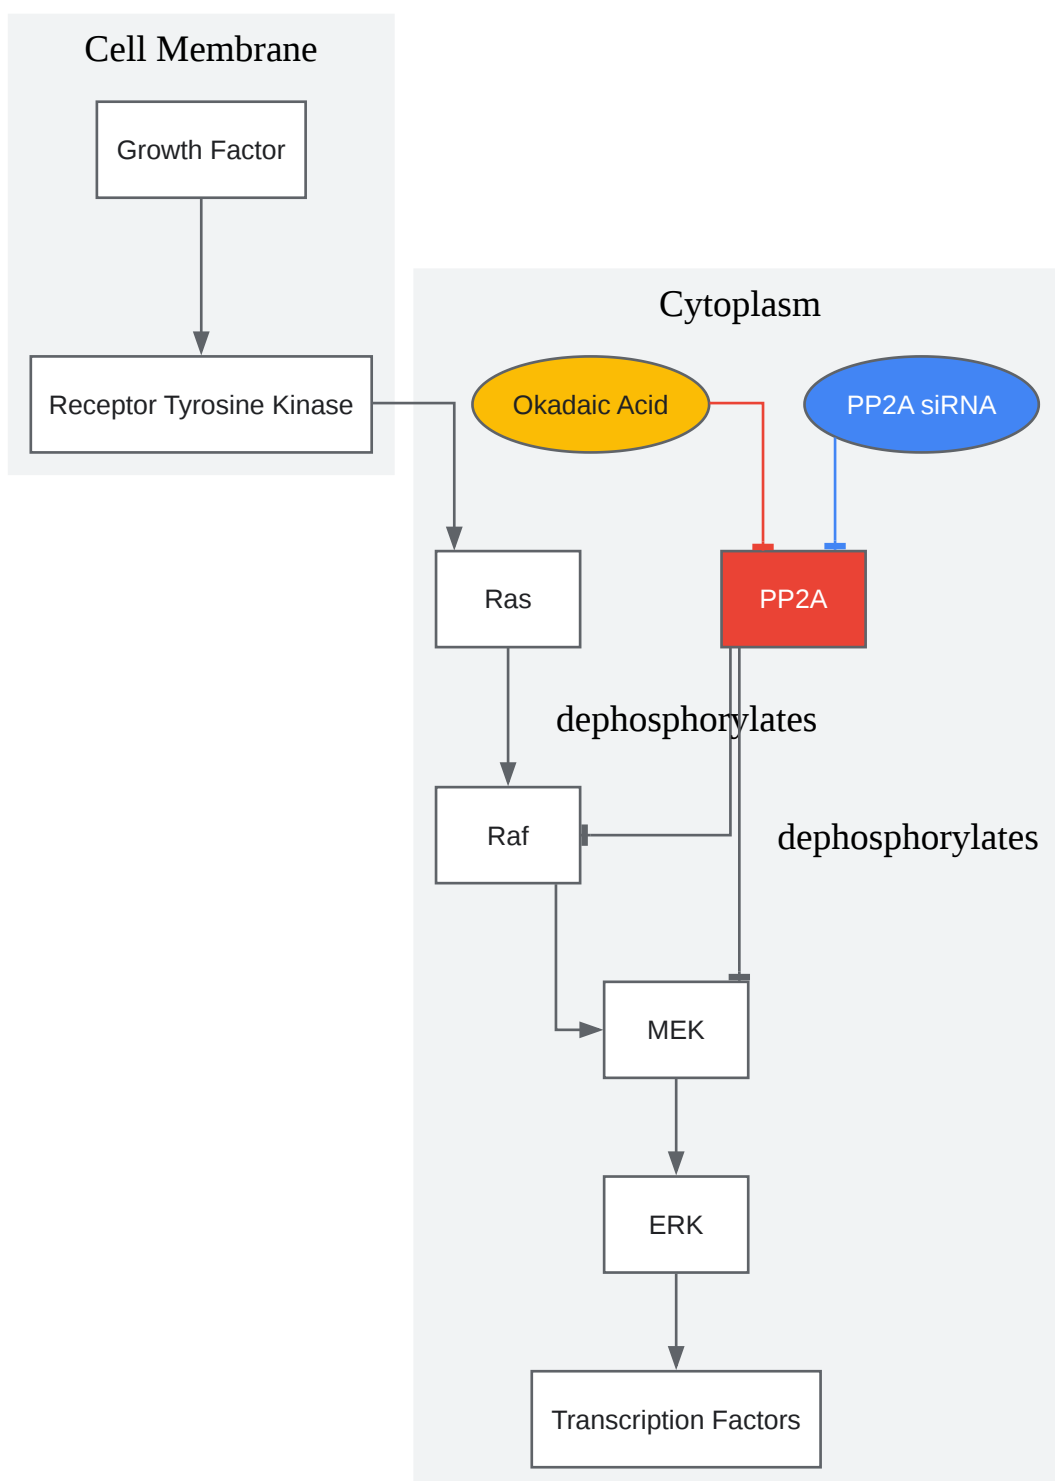 Cell Membrane
Growth Factor
Receptor Tyrosine Kinase
Cytoplasm
Okadaic Acid
PP2A siRNA
Ras
PP2A
dephosphorylates
Raf
dephosphorylates
MEK
ERK
Transcription Factors